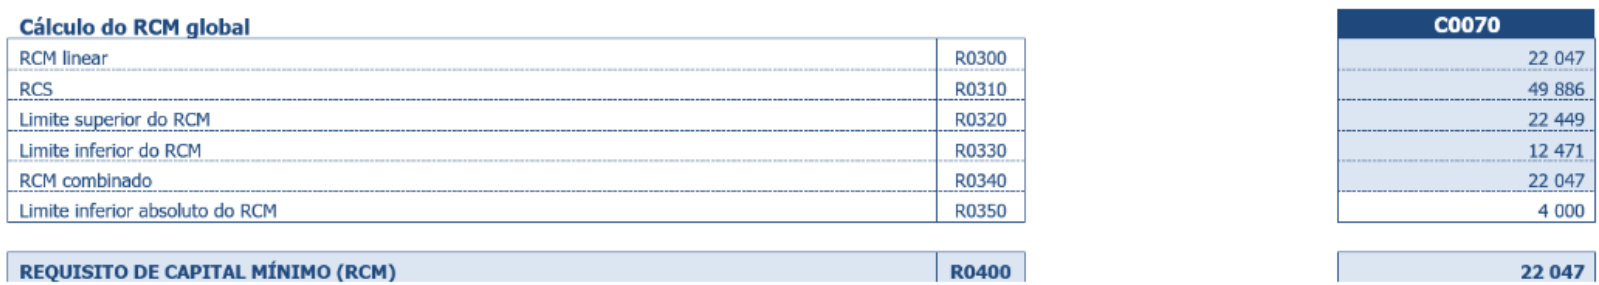 Cálculo do RCM global C0070
RCM linear R0300 22 047
RCS R0310 49 886
Limite superior do RCM R0320 22 449
Limite inferior do RCM R0330 12 471
RCM combinado R0340 22 047
Limite inferior absoluto do RCM R0350 4 000
REQUISITO DE CAPITAL MÍNIMO (RCM) R0400 22 047